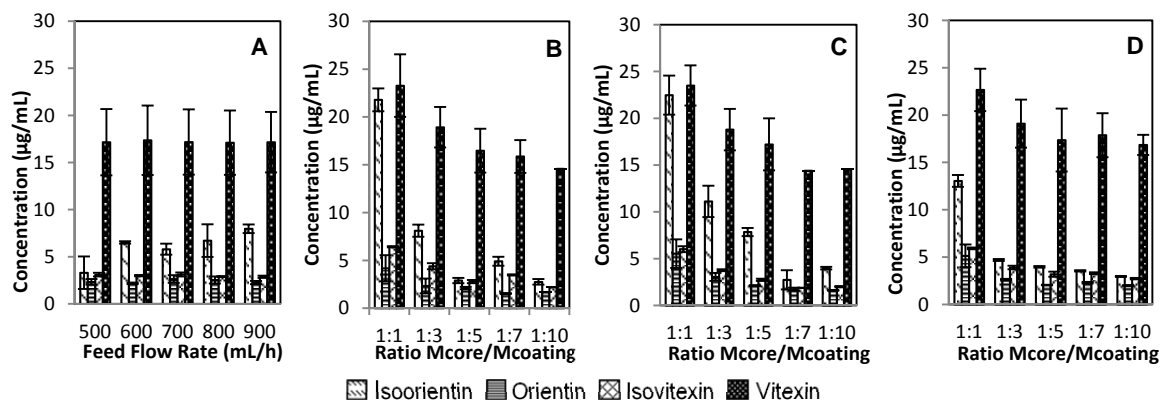 A
Concentration (µg/mL)
30
25
20
15
10
5
0
500 600 700 800 900
Feed Flow Rate (mL/h)
B
Concentration (µg/mL)
30
25
20
15
10
5
0
1:1 1:3 1:5 1:7 1:10
Ratio Mcore/Mcoating
C
Concentration (µg/mL)
30
25
20
15
10
5
0
1:1 1:3 1:5 1:7 1:10
Ratio Mcore/Mcoating
D
Concentration (µg/mL)
30
25
20
15
10
5
0
1:1 1:3 1:5 1:7 1:10
Ratio Mcore/Mcoating
Isoorientin Orientin Isovitexin Vitexin